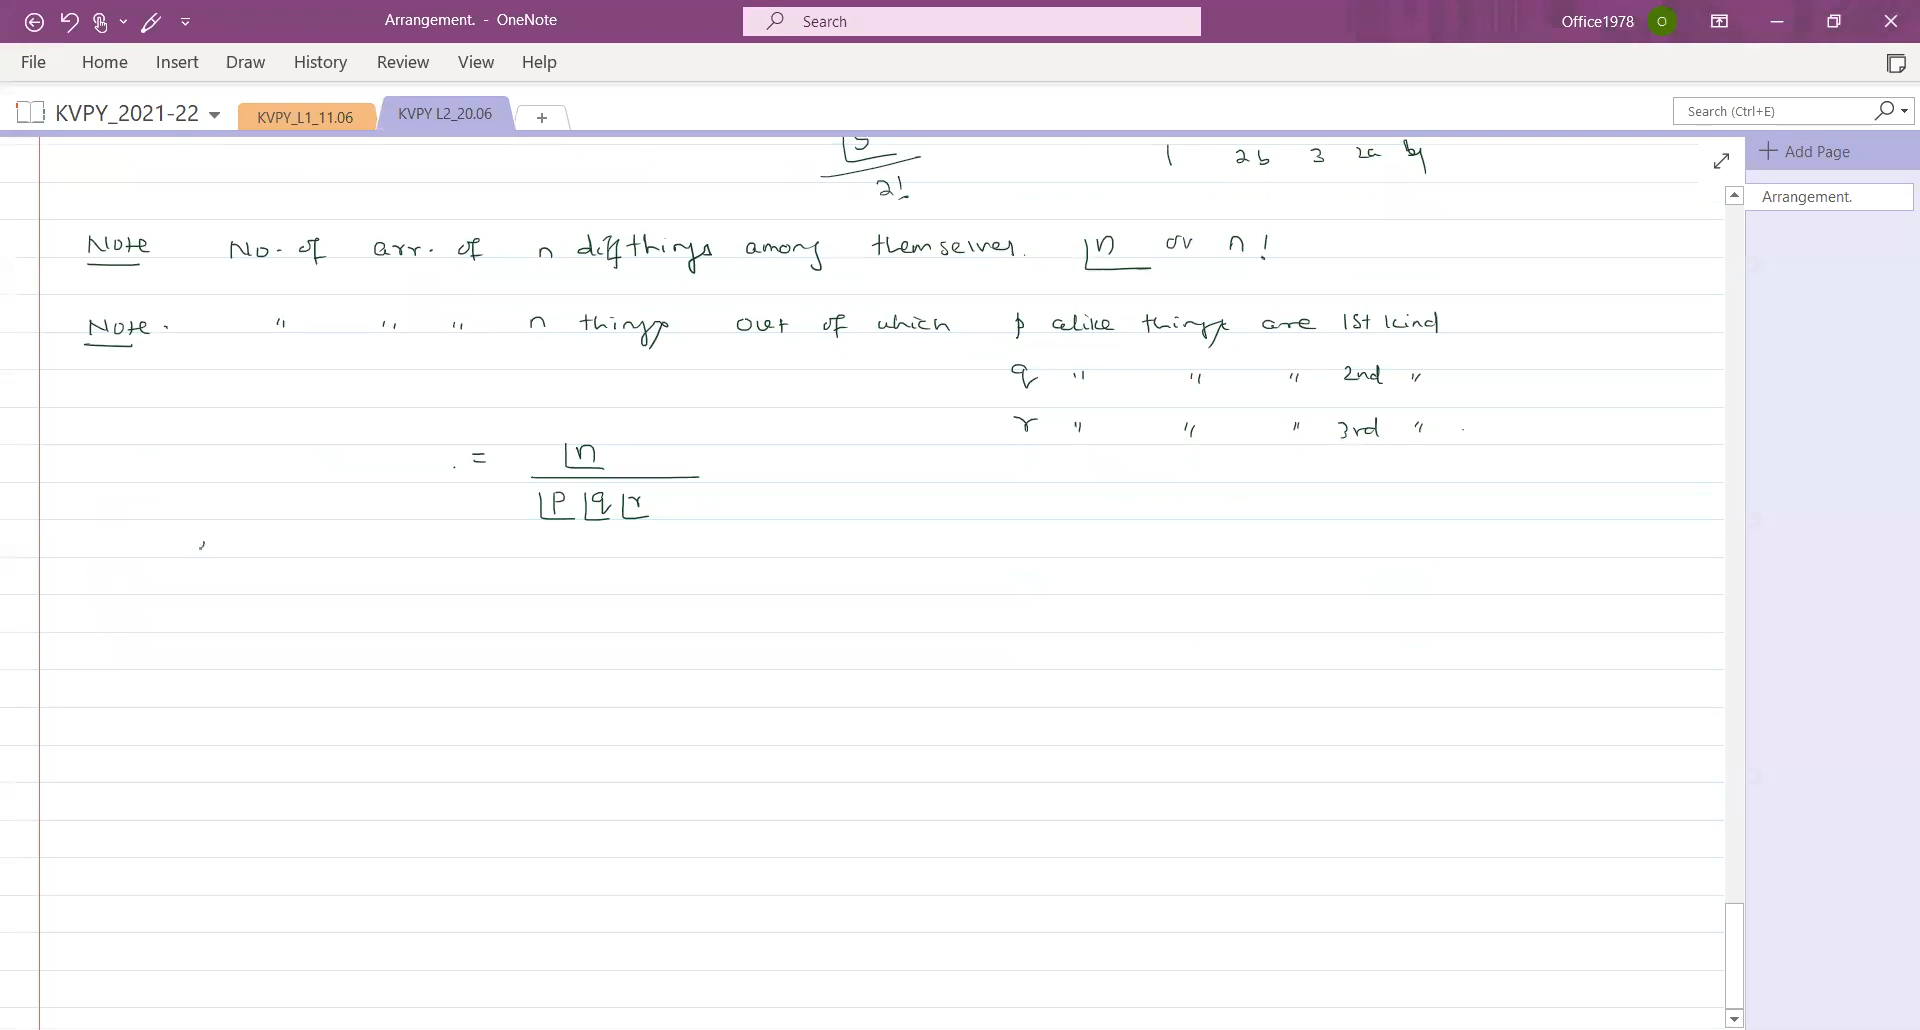 Arrangement. - OneNote
Search
Office1978
O
File Home Insert Draw History Review View Help
KVPY_2021-22
KVPY_L1_11.06
KVPY L2_20.06
+
Search (Ctrl+E)
Add Page
Arrangement.
⌊5
2!
1 2b 3 2a
Note No. of arr. of n diff things among themselves. ⌊n or n!
Note. " " " n things out of which p alike things are 1st kind
q " " " 2nd "
r " " " 3rd " .
= ⌊n
⌊p ⌊q ⌊r